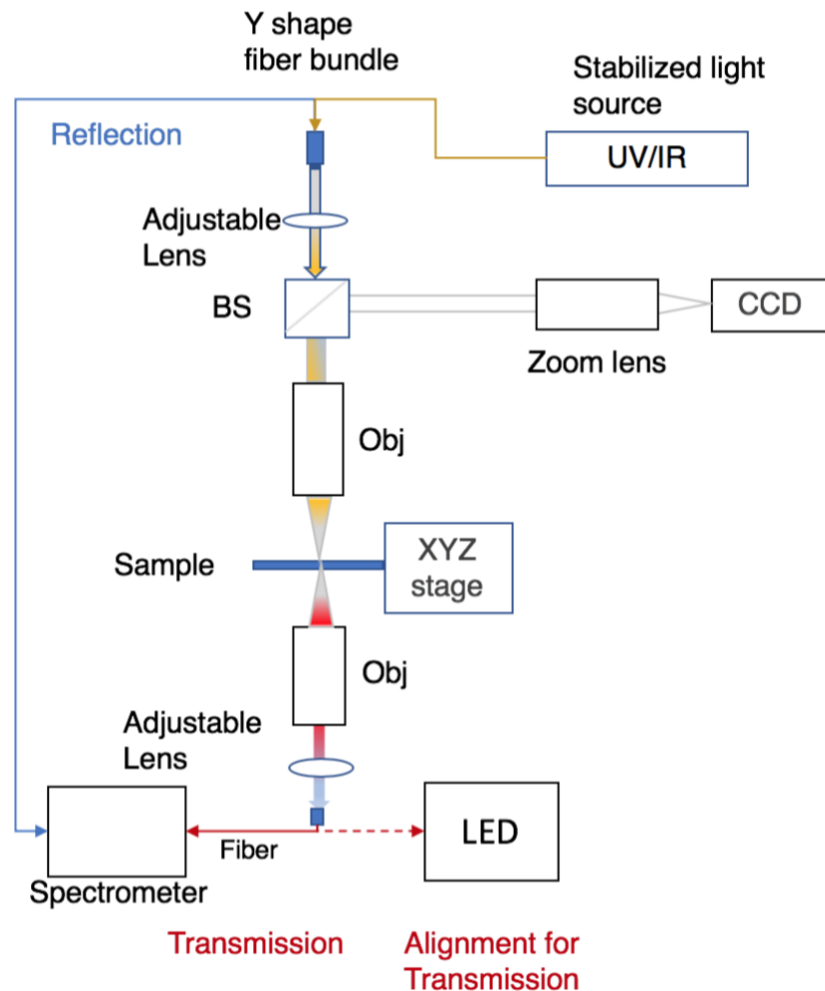 Y shape
fiber bundle
Stabilized light
source
Reflection
UV/IR
Adjustable
Lens
BS
CCD
Zoom lens
Obj
Sample
XYZ
stage
Obj
Adjustable
Lens
LED
Fiber
Spectrometer
Transmission
Alignment for
Transmission